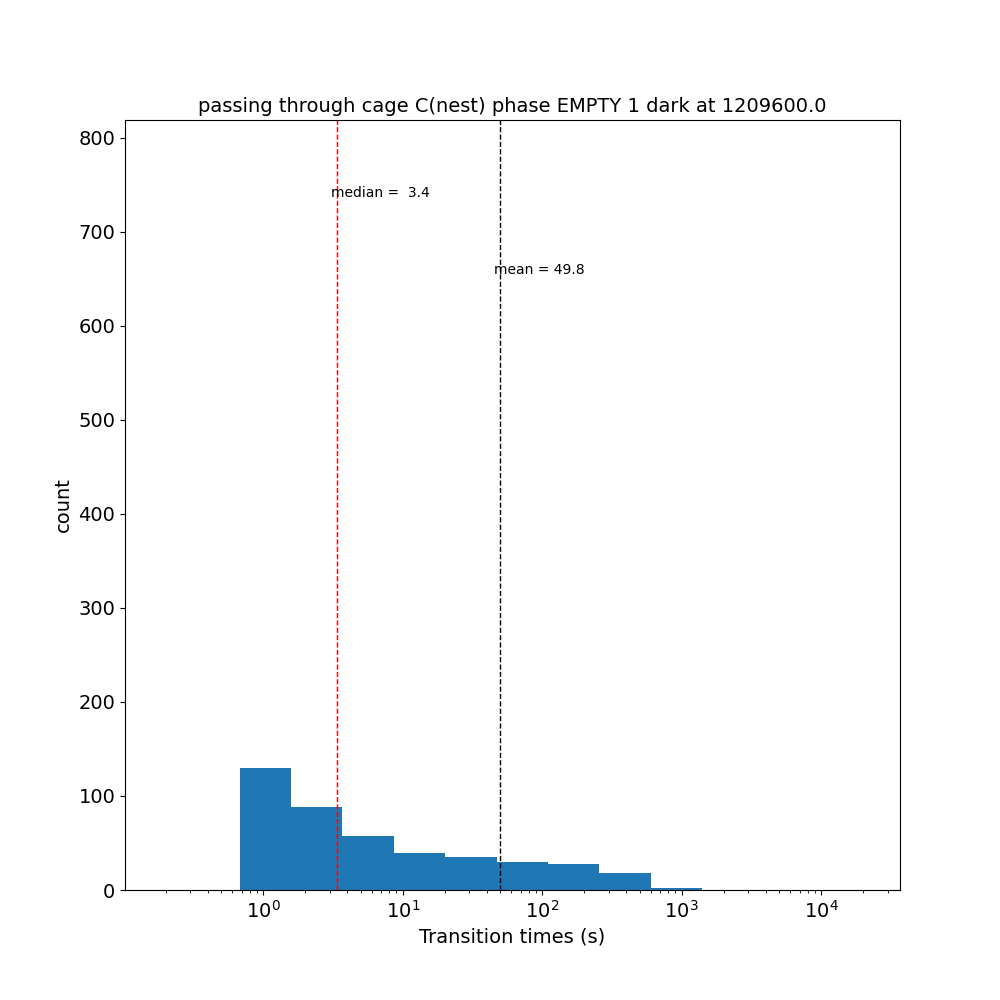 passing through cage C(nest) phase EMPTY 1 dark at 1209600.0
800
median =  3.4
700
mean = 49.8
600
500
count
400
300
200
100
0
10⁰ 10¹ 10² 10³ 10⁴
Transition times (s)